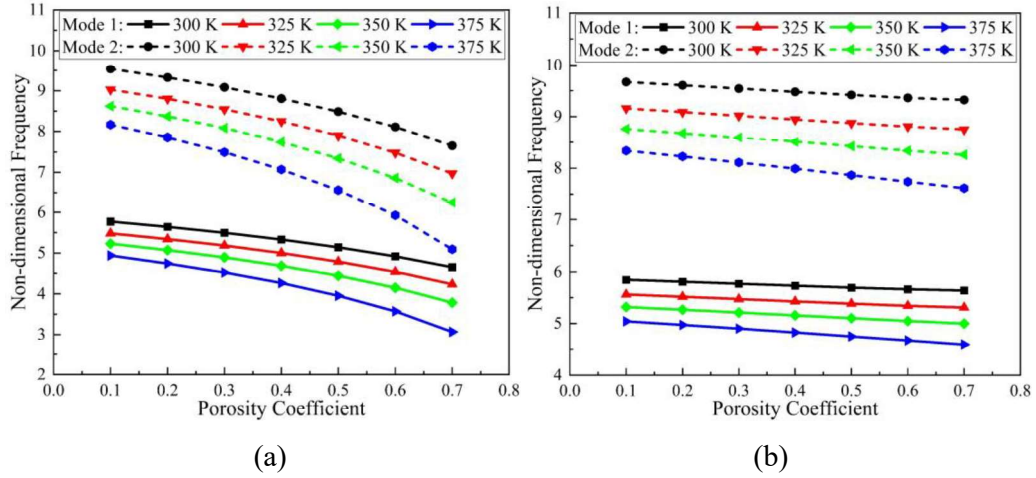 11
10
9
8
7
6
5
4
3
2
Non-dimensional Frequency
Mode 1: 300 K 325 K 350 K 375 K
Mode 2: 300 K 325 K 350 K 375 K
0.0 0.1 0.2 0.3 0.4 0.5 0.6 0.7 0.8
Porosity Coefficient
(a)
11
10
9
8
7
6
5
4
Non-dimensional Frequency
Mode 1: 300 K 325 K 350 K 375 K
Mode 2: 300 K 325 K 350 K 375 K
0.0 0.1 0.2 0.3 0.4 0.5 0.6 0.7 0.8
Porosity Coefficient
(b)